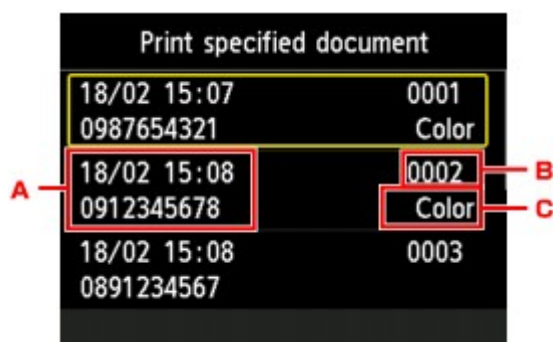 Print specified document
18/02 15:07 0001
0987654321 Color
A 18/02 15:08 0002 B
0912345678 Color C
18/02 15:08 0003
0891234567